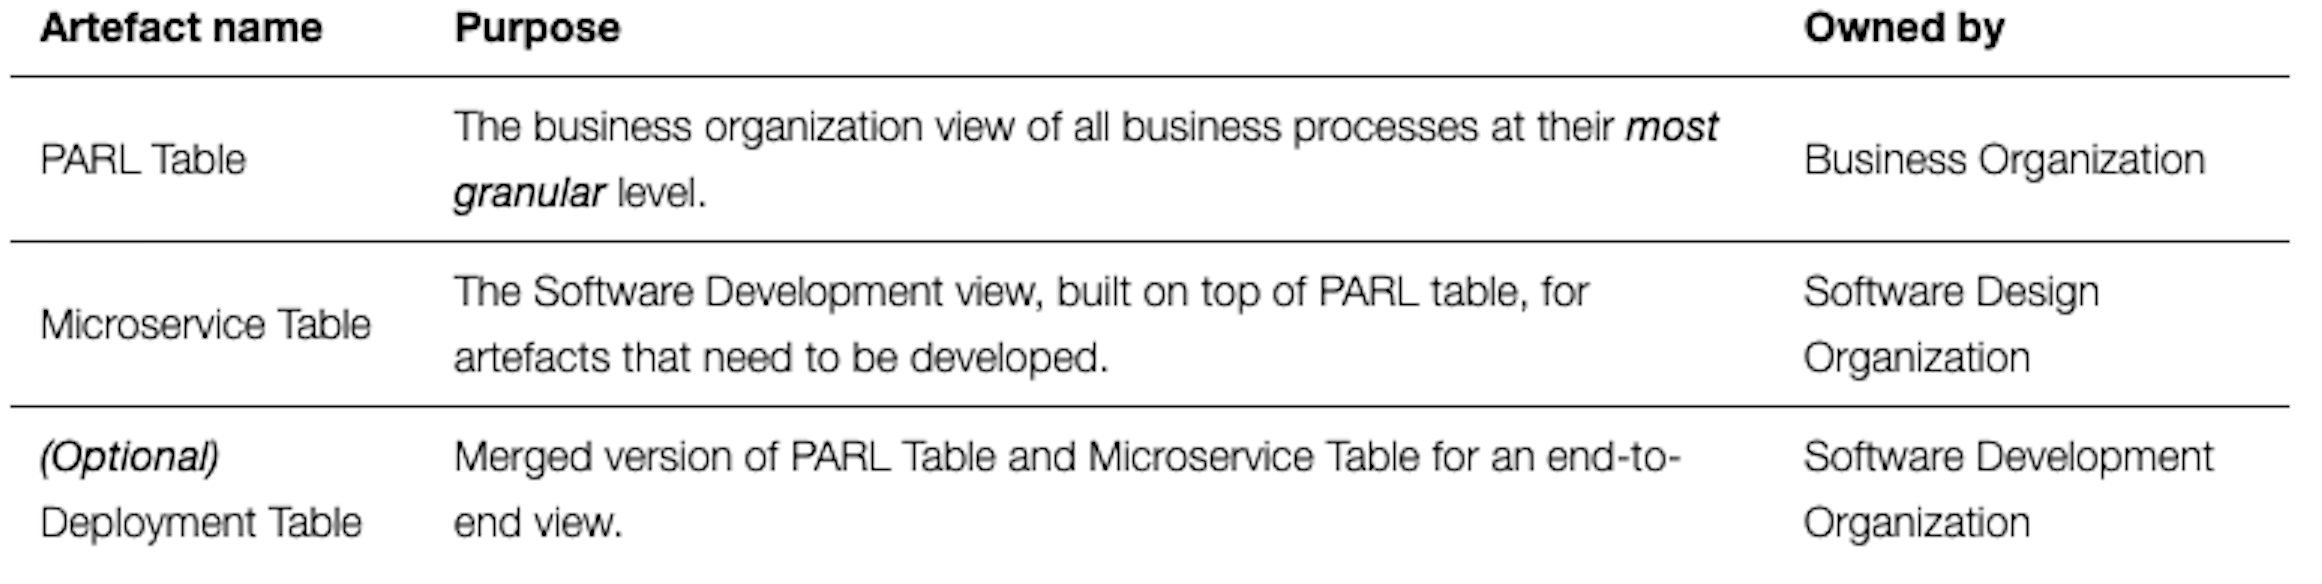 Artefact name Purpose Owned by
The business organization view of all business processes at their most
PARL Table Business Organization
granular level.
The Software Development view, built on top of PARL table, for Software Design
Microservice Table
artefacts that need to be developed. Organization
(Optional) Merged version of PARL Table and Microservice Table for an end-to- Software Development
Deployment Table end view. Organization